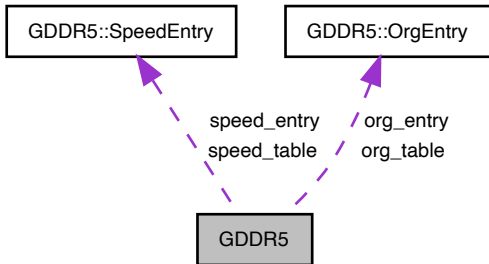 GDDR5::SpeedEntry
GDDR5::OrgEntry
speed_entry
speed_table
org_entry
org_table
GDDR5